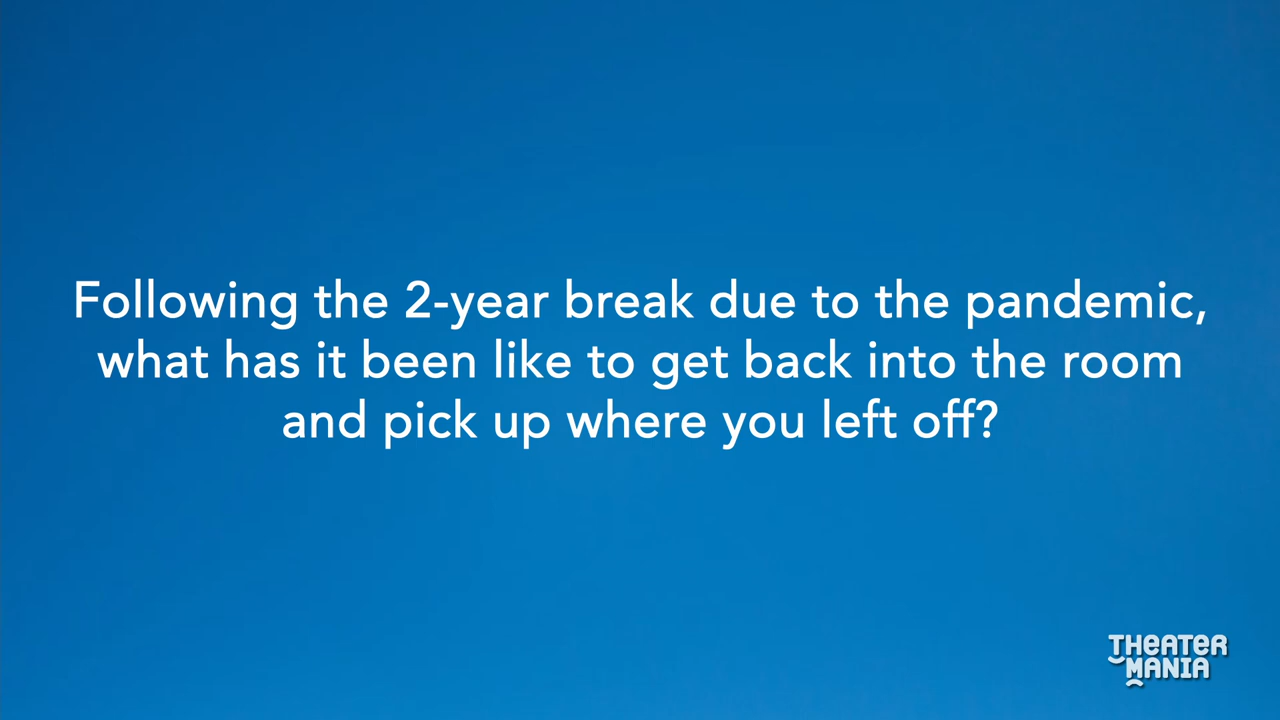 Following the 2-year break due to the pandemic,
what has it been like to get back into the room
and pick up where you left off?
THEATER
MANIA